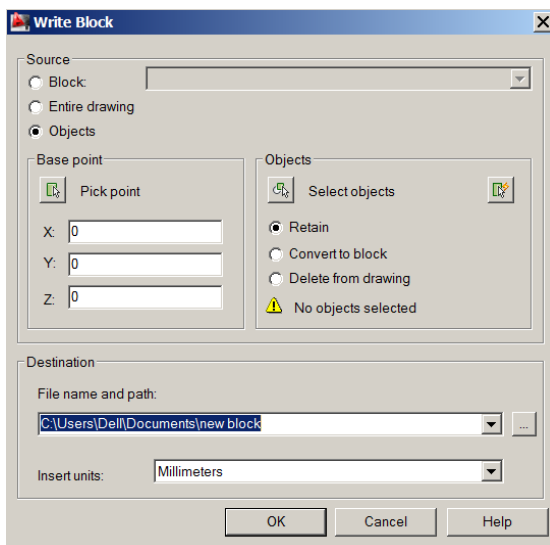 Write Block
Source
Block:
Entire drawing
Objects
Base point
Pick point
X: 0
Y: 0
Z: 0
Objects
Select objects
Retain
Convert to block
Delete from drawing
No objects selected
Destination
File name and path:
C:\Users\Dell\Documents\new block
...
Insert units: Millimeters
OK Cancel Help